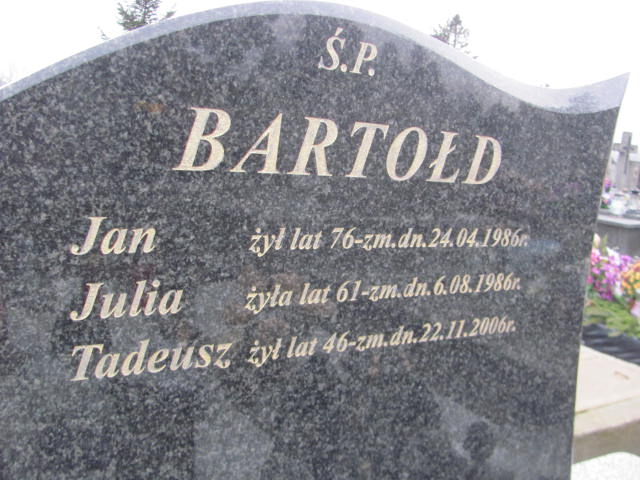 Ś.P.
BARTOŁD
Jan żył lat 76-zm.dn.24.04.1986r.
Julia żyła lat 61-zm.dn.6.08.1986r.
Tadeusz żył lat 46-zm.dn.22.11.2006r.